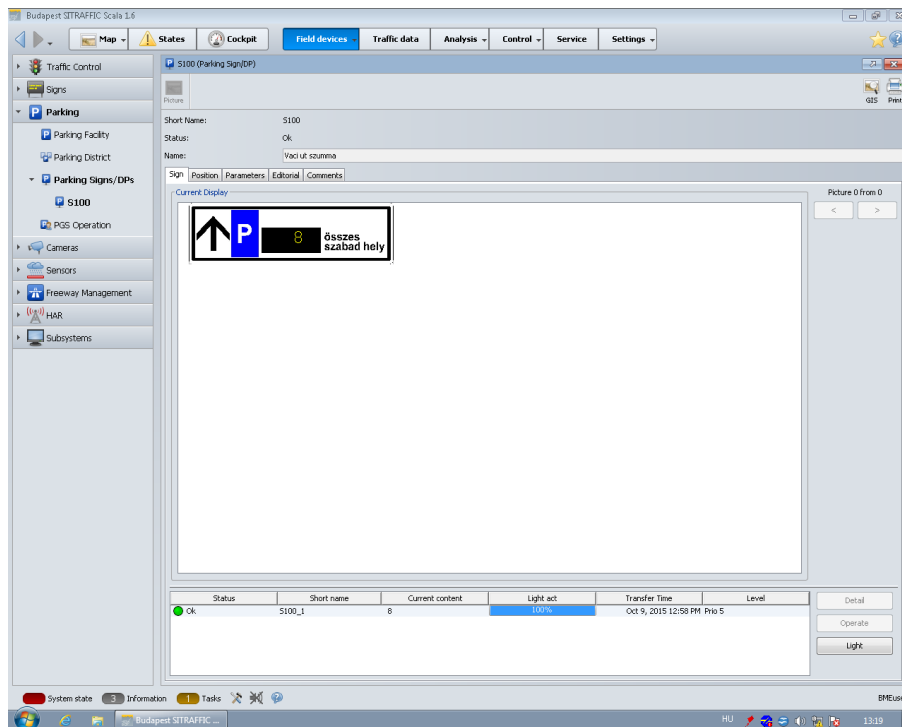 Budapest SITRAFFIC Scala 1.6
Map States Cockpit Field devices Traffic data Analysis Control Service Settings
Traffic Control
Signs
Parking
Parking Facility
Parking District
Parking Signs/DPs
S100
PGS Operation
Cameras
Sensors
Freeway Management
HAR
Subsystems
S100 (Parking Sign/DP)
Picture
GIS Print
Short Name: S100
Status: Ok
Name: Vaci ut szumma
Sign Position Parameters Editorial Comments
Current Display
Picture 0 from 0
< >
P 8 összes
szabad hely
Status Short name Current content Light act Transfer Time Level
Ok S100_1 8 100% Oct 9, 2015 12:58 PM Prio 5
Detail
Operate
Light
System state 3 Information 1 Tasks
BMEuse
Budapest SITRAFFIC ...
HU 13:19